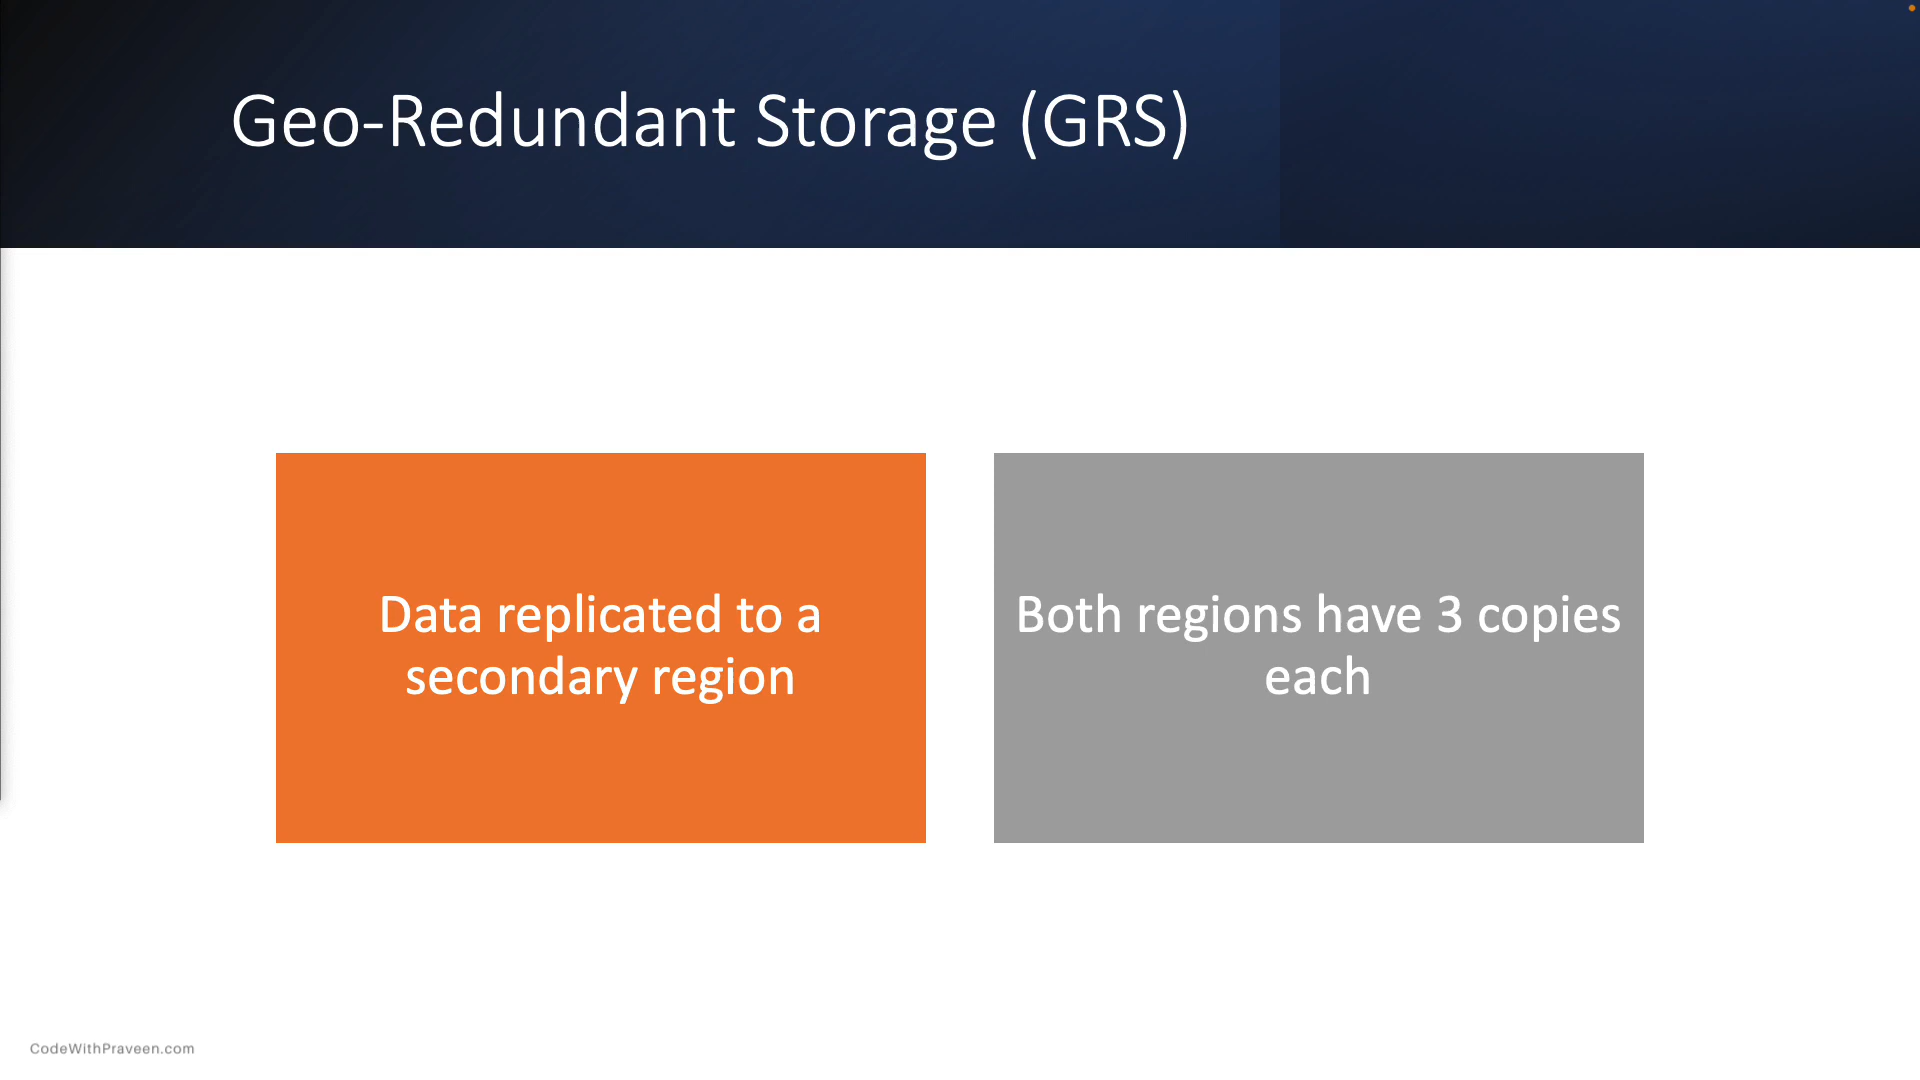 Geo-Redundant Storage (GRS)
Data replicated to a
secondary region
Both regions have 3 copies
each
CodeWithPraveen.com